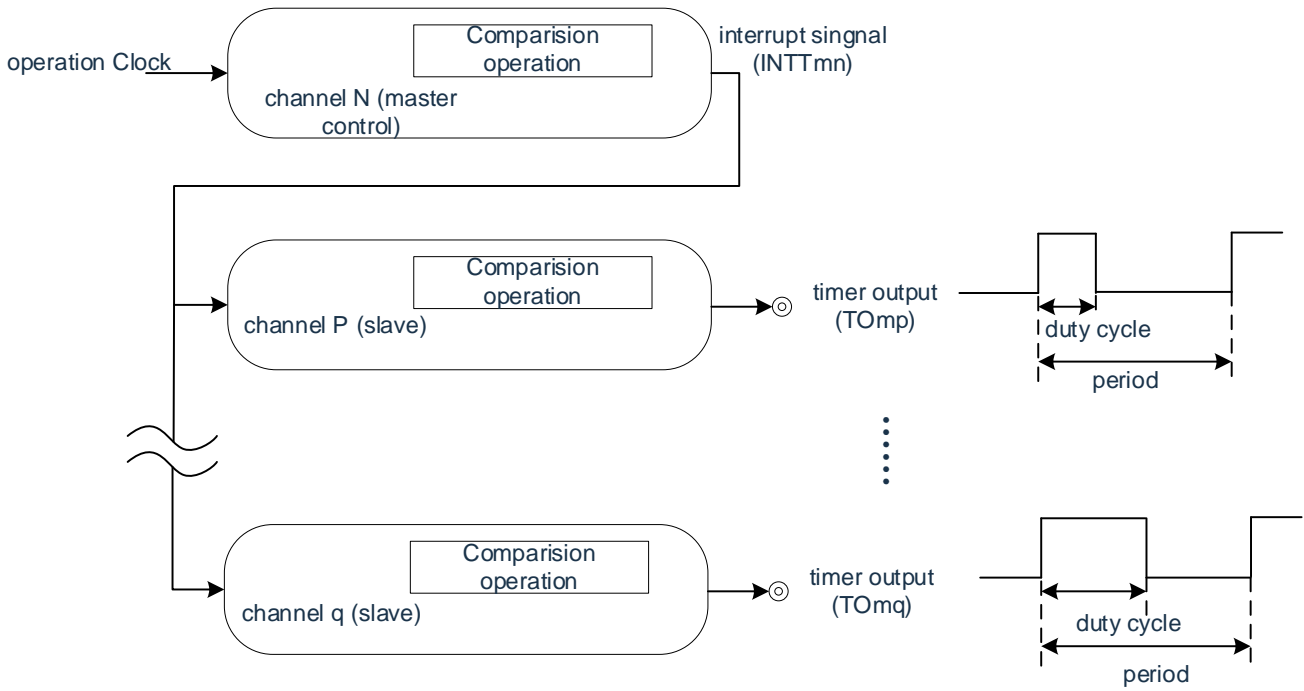 Comparision
operation
interrupt singnal
(INTTmn)
operation Clock
channel N (master
control)
Comparision
operation
channel P (slave)
timer output
(TOmp)
duty cycle
period
Comparision
operation
channel q (slave)
timer output
(TOmq)
duty cycle
period